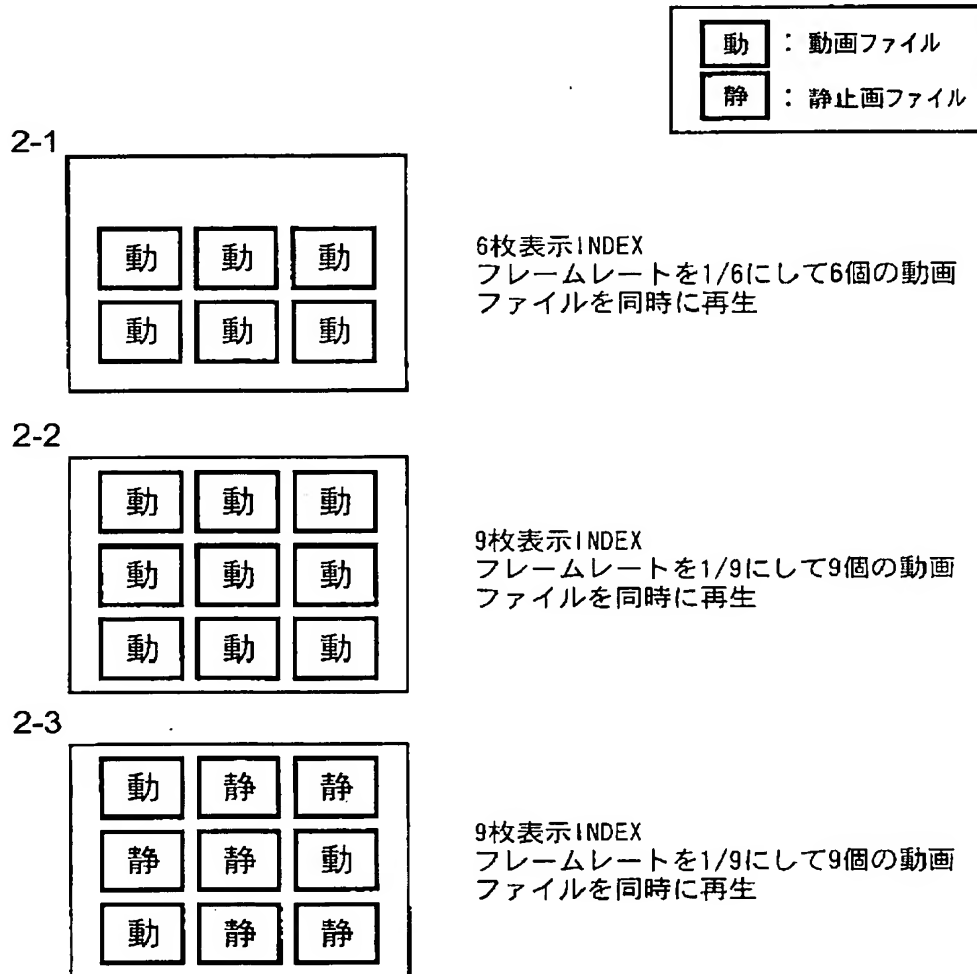 動 : 動画ファイル
静 : 静止画ファイル
2-1
動 動 動
動 動 動
6枚表示INDEX
フレームレートを1/6にして6個の動画
ファイルを同時に再生
2-2
動 動 動
動 動 動
動 動 動
9枚表示INDEX
フレームレートを1/9にして9個の動画
ファイルを同時に再生
2-3
動 静 静
静 静 動
動 静 静
9枚表示INDEX
フレームレートを1/9にして9個の動画
ファイルを同時に再生